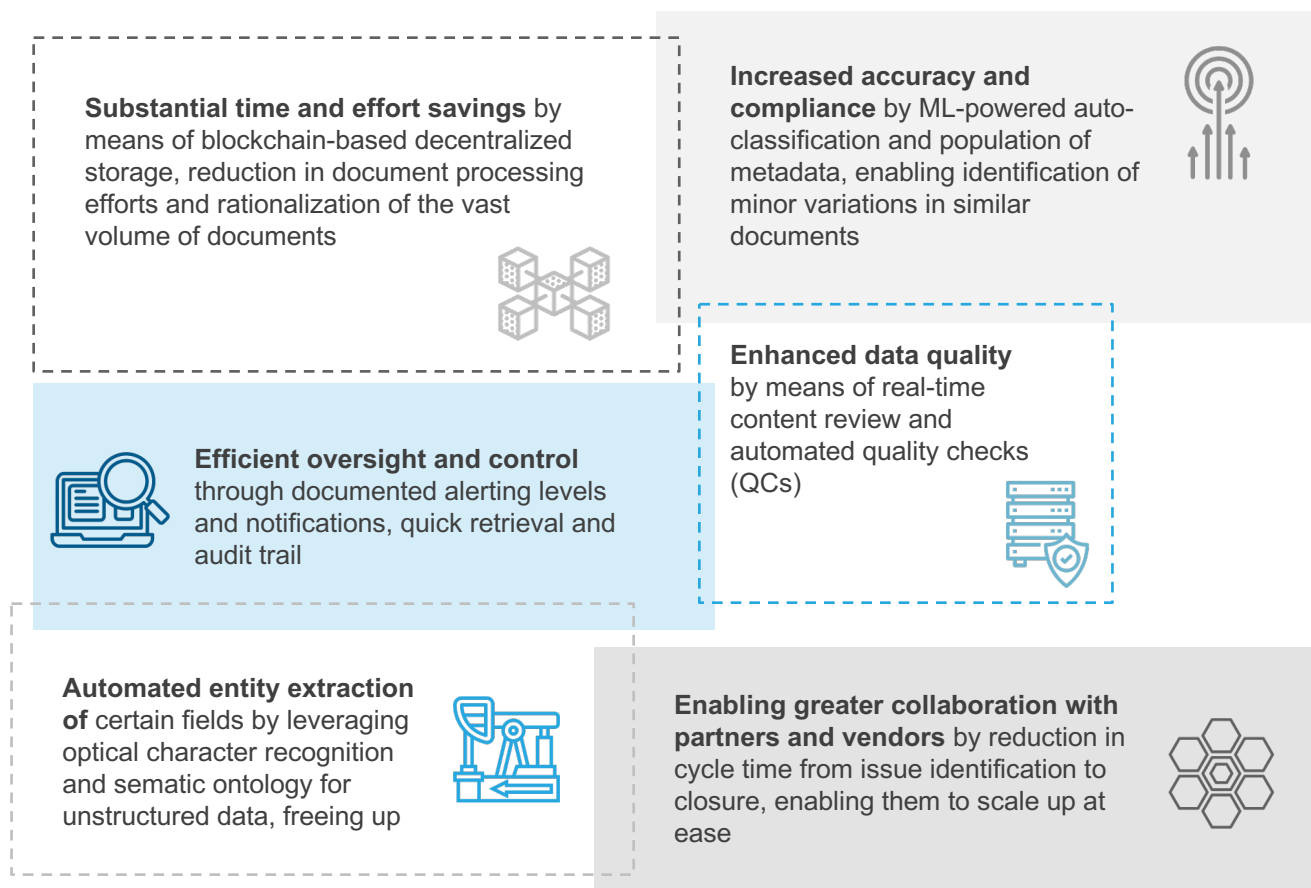 Substantial time and effort savings by
means of blockchain-based decentralized
storage, reduction in document processing
efforts and rationalization of the vast
volume of documents
Increased accuracy and
compliance by ML-powered auto-
classification and population of
metadata, enabling identification of
minor variations in similar
documents
Enhanced data quality
by means of real-time
content review and
automated quality checks
(QCs)
Efficient oversight and control
through documented alerting levels
and notifications, quick retrieval and
audit trail
Automated entity extraction
of certain fields by leveraging
optical character recognition
and sematic ontology for
unstructured data, freeing up
Enabling greater collaboration with
partners and vendors by reduction in
cycle time from issue identification to
closure, enabling them to scale up at
ease